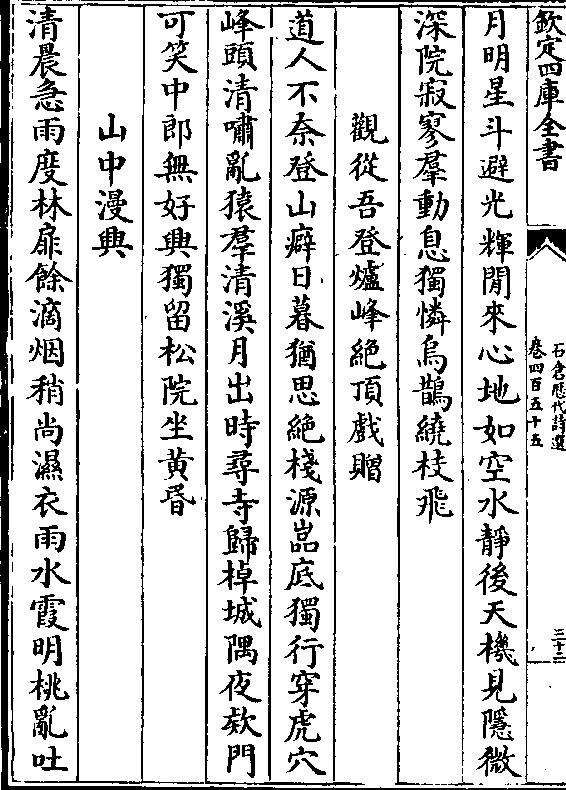 欽定四庫全書
石倉歷代詩選
卷四百五十五
三十二
月明星斗避光輝閒來心地如空水靜後天機見隱微
深院寂寥羣動息獨憐烏鵲繞枝飛
觀從吾登爐峰絶頂戲贈
道人不奈登山癖日暮猶思絶棧源嵓底獨行穿虎穴
峰頭清嘯亂猿羣清溪月出時尋寺歸棹城隅夜欵門
可笑中郎無好興獨留松院坐黃昏
山中漫興
清晨急雨度林扉餘滴烟稍尚濕衣雨水霞明桃亂吐